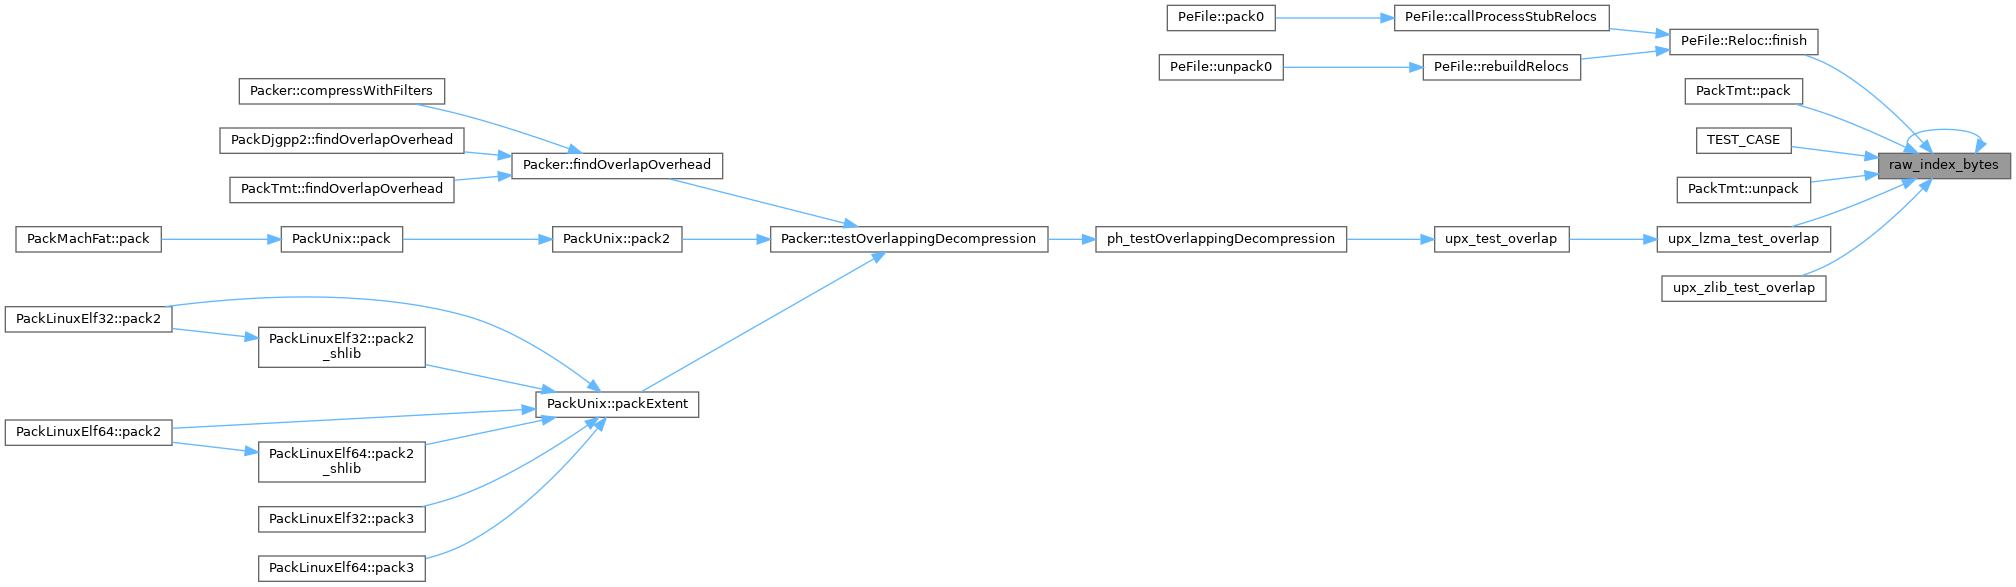 PeFile::pack0
PeFile::callProcessStubRelocs
PeFile::Reloc::finish
PeFile::unpack0
PeFile::rebuildRelocs
Packer::compressWithFilters
PackTmt::pack
PackDjgpp2::findOverlapOverhead
TEST_CASE
Packer::findOverlapOverhead
raw_index_bytes
PackTmt::findOverlapOverhead
PackTmt::unpack
PackMachFat::pack
PackUnix::pack
PackUnix::pack2
Packer::testOverlappingDecompression
ph_testOverlappingDecompression
upx_test_overlap
upx_lzma_test_overlap
upx_zlib_test_overlap
PackLinuxElf32::pack2
PackLinuxElf32::pack2
_shlib
PackUnix::packExtent
PackLinuxElf64::pack2
PackLinuxElf64::pack2
_shlib
PackLinuxElf32::pack3
PackLinuxElf64::pack3